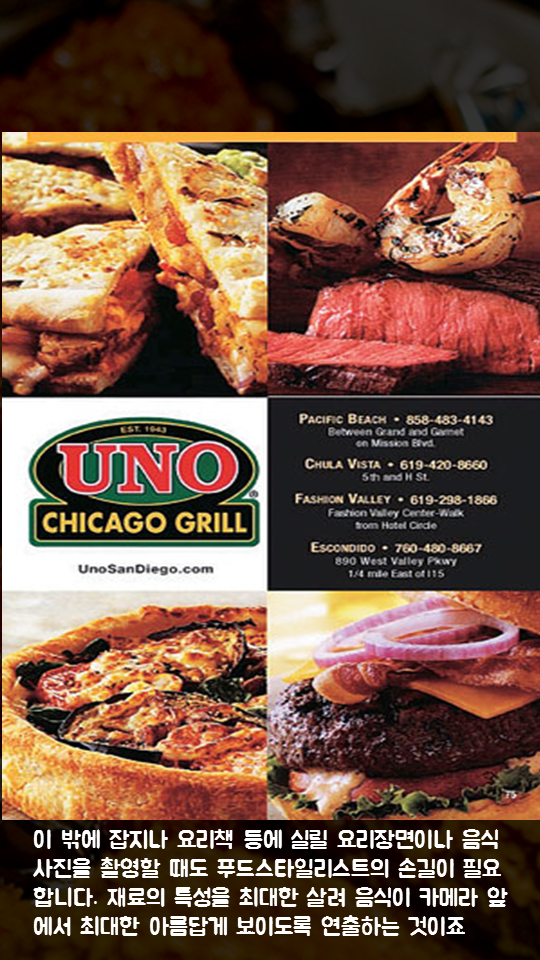 EST. 1943
UNO
®
CHICAGO GRILL
UnoSanDiego.com
PACIFIC BEACH • 858-483-4143
Between Grand and Garnet
on Mission Blvd.
CHULA VISTA • 619-420-8660
5th and H St.
FASHION VALLEY • 619-298-1866
Fashion Valley Center-Walk
from Hotel Circle
ESCONDIDO • 760-480-8667
890 West Valley Pkwy
1/4 mile East of I15
75
이 밖에 잡지나 요리책 등에 실릴 요리장면이나 음식
사진을 촬영할 때도 푸드스타일리스트의 손길이 필요
합니다. 재료의 특성을 최대한 살려 음식이 카메라 앞
에서 최대한 아름답게 보이도록 연출하는 것이죠